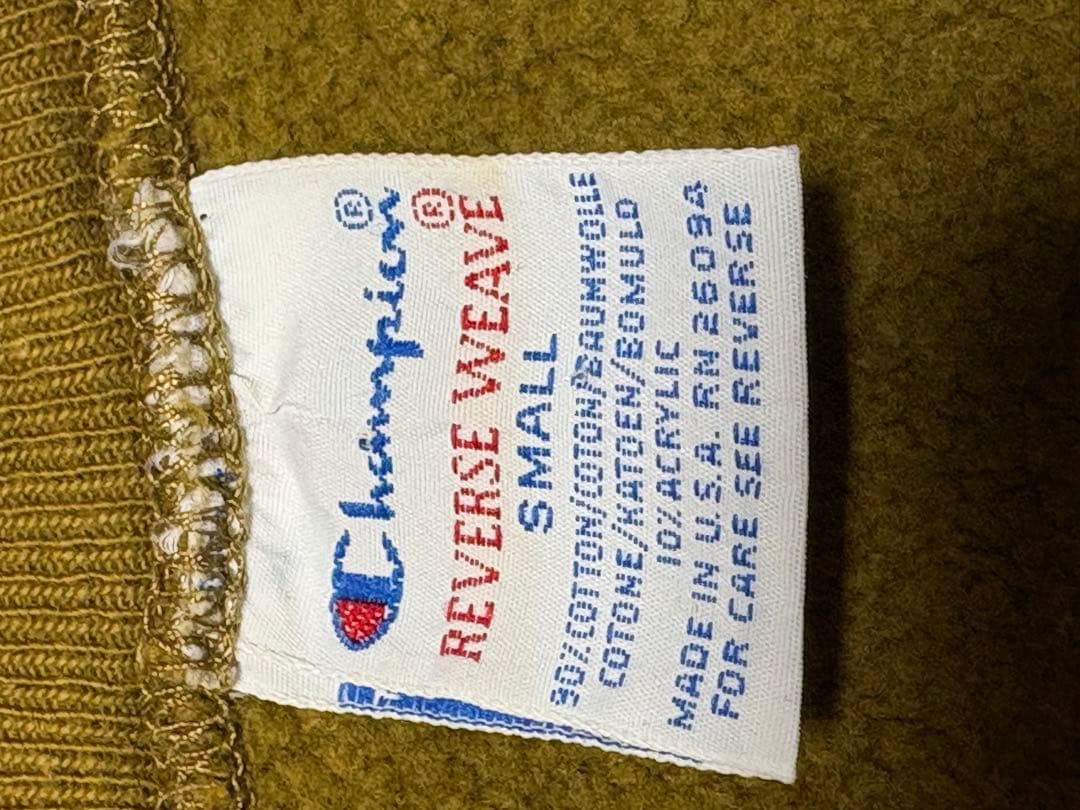 Champion®
REVERSE WEAVE®
SMALL
90%COTTON/COTON/BAUMWOLLE
COTONE/KATOEN/BOMULD
10% ACRYLIC
MADE IN U.S.A. RN 26094
FOR CARE SEE REVERSE